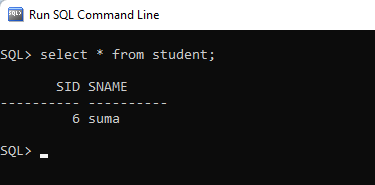 Run SQL Command Line
SQL> select * from student;
SID SNAME
---------- ----------
6 suma
SQL>